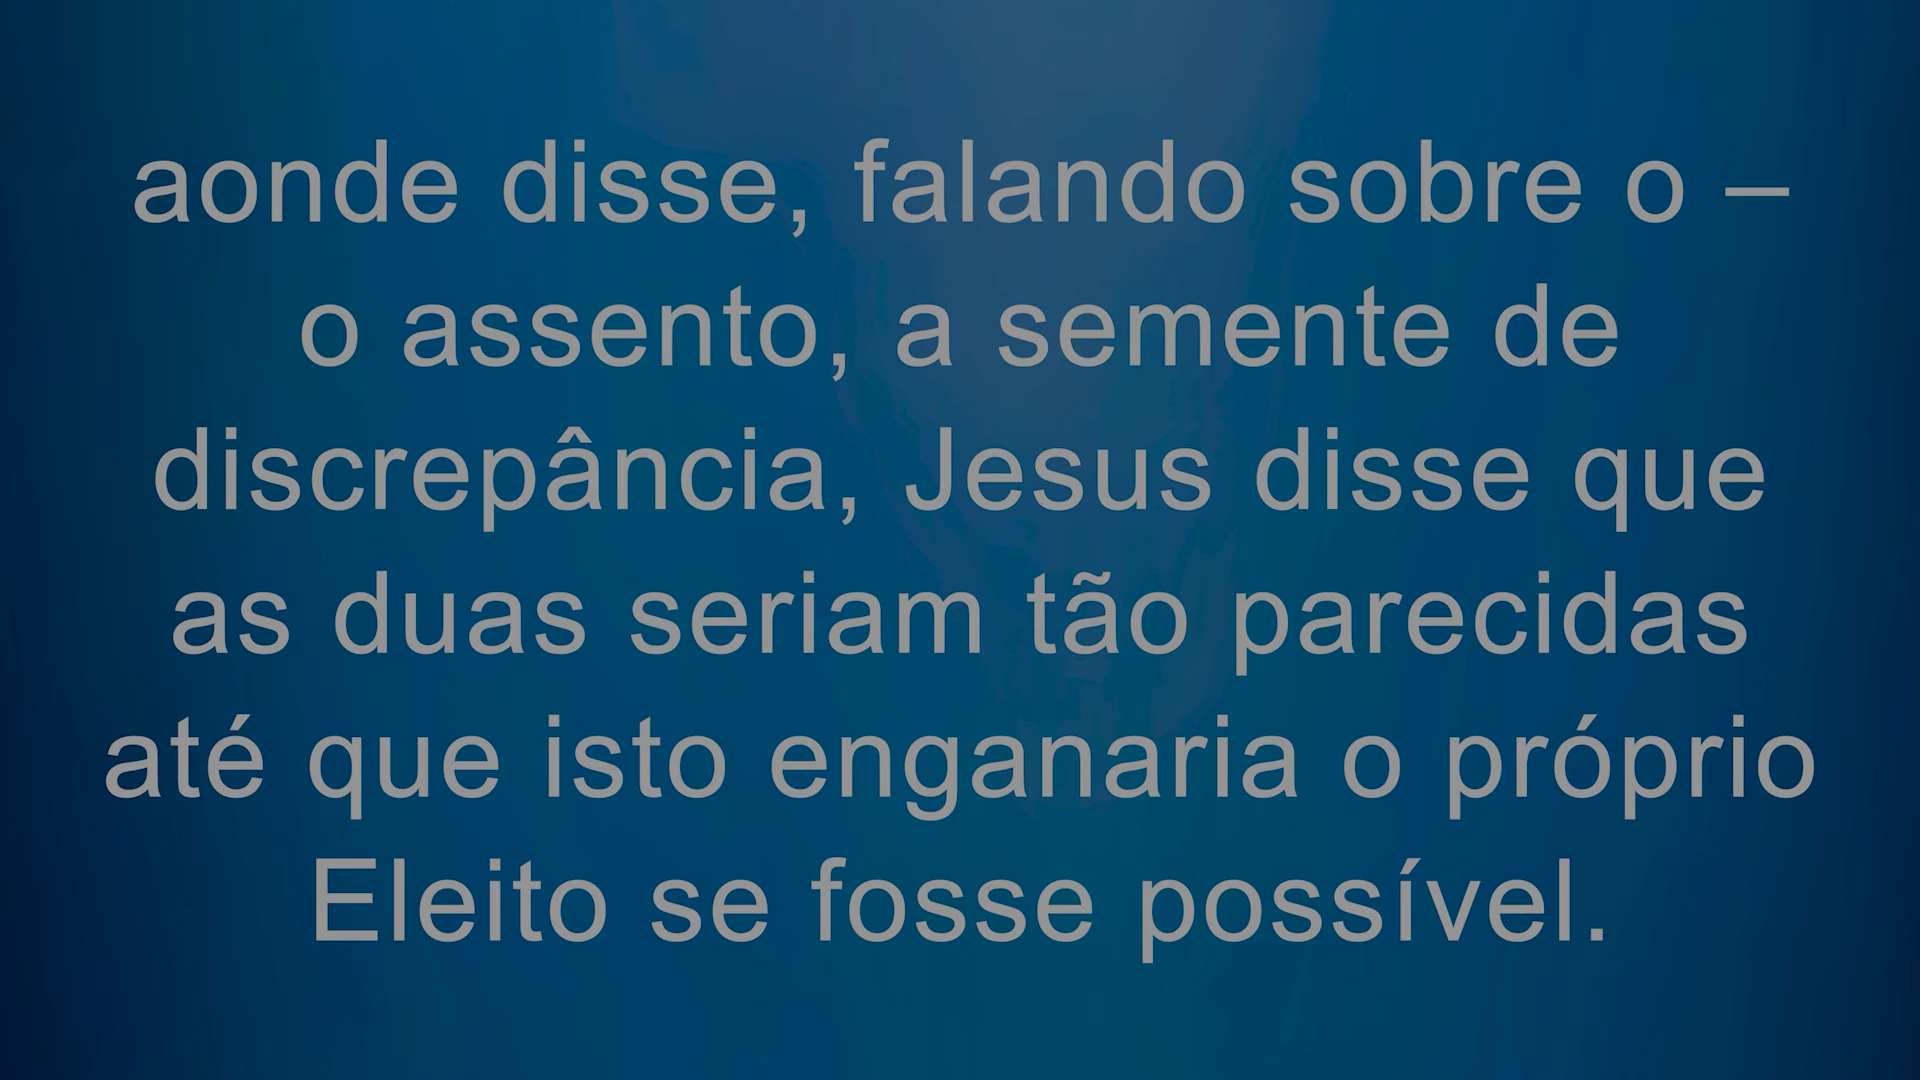 aonde disse, falando sobre o –
o assento, a semente de
discrepância, Jesus disse que
as duas seriam tão parecidas
até que isto enganaria o próprio
Eleito se fosse possível.